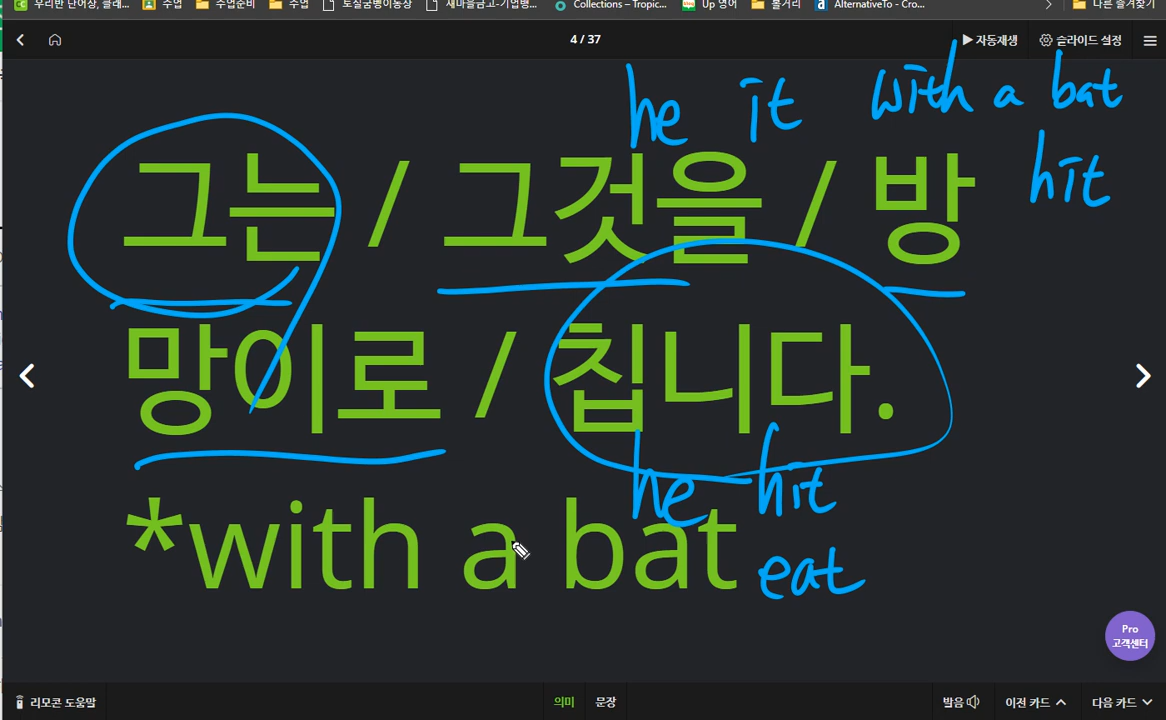 우리반 단어장, 클래... 수업 수업준비 수업 토실굼벵이농장 새마을금고-기업뱅... Collections – Tropic... Up 영어 볼거리 AlternativeTo - Cro... 다른 즐겨찾기
4 / 37 자동재생 슬라이드 설정
he it with a bat
hit
그는 / 그것을 / 방
망이로 / 칩니다.
he hit
*with a bat
eat
Pro
고객센터
리모콘 도움말 의미 문장 발음 이전 카드 다음 카드